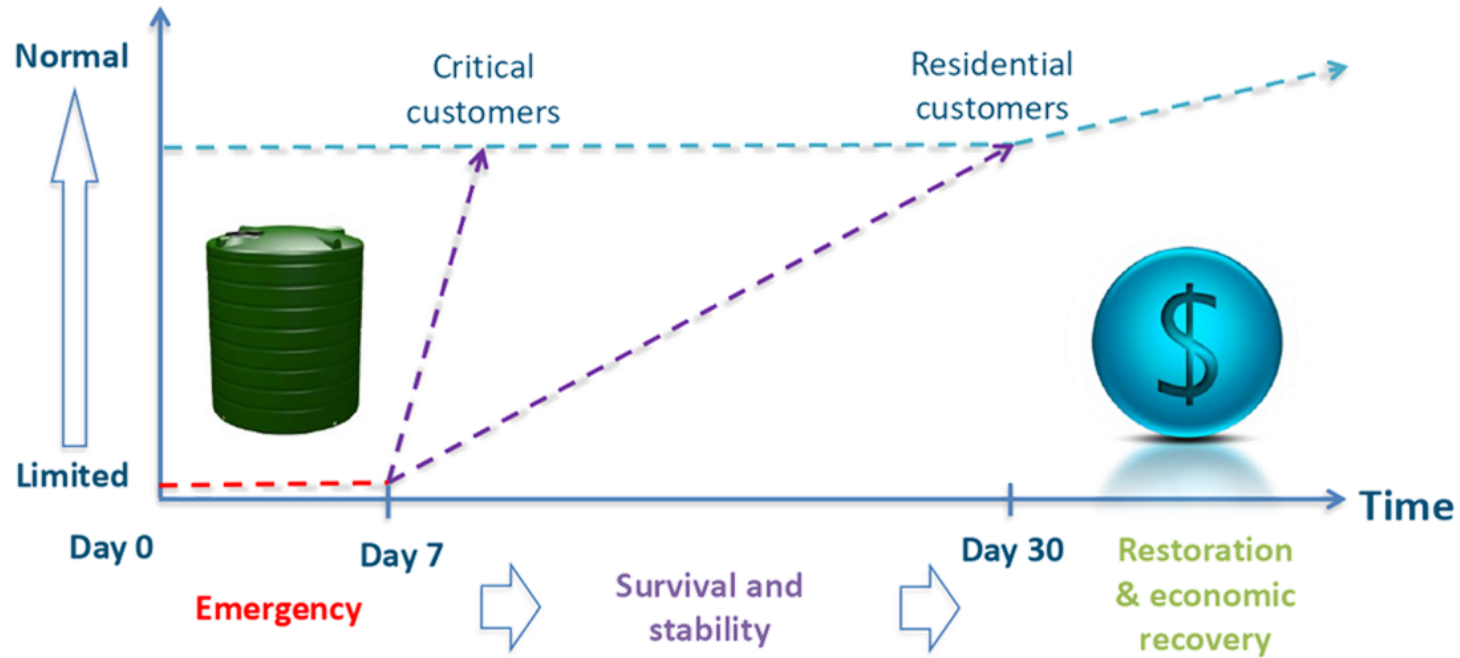 Normal
Critical
customers
Residential
customers
$
Limited
Time
Day 0
Day 7
Day 30
Emergency
Survival and
stability
Restoration
& economic
recovery